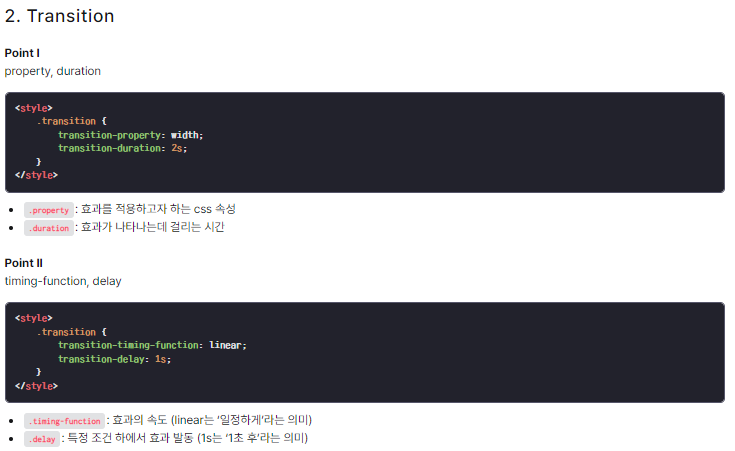 2. Transition
Point I
property, duration
<style>
.transition {
transition-property: width;
transition-duration: 2s;
}
</style>
.property : 효과를 적용하고자 하는 css 속성
.duration : 효과가 나타나는데 걸리는 시간
Point II
timing-function, delay
<style>
.transition {
transition-timing-function: linear;
transition-delay: 1s;
}
</style>
.timing-function : 효과의 속도 (linear는 ‘일정하게’라는 의미)
.delay : 특정 조건 하에서 효과 발동 (1s는 ‘1초 후’라는 의미)